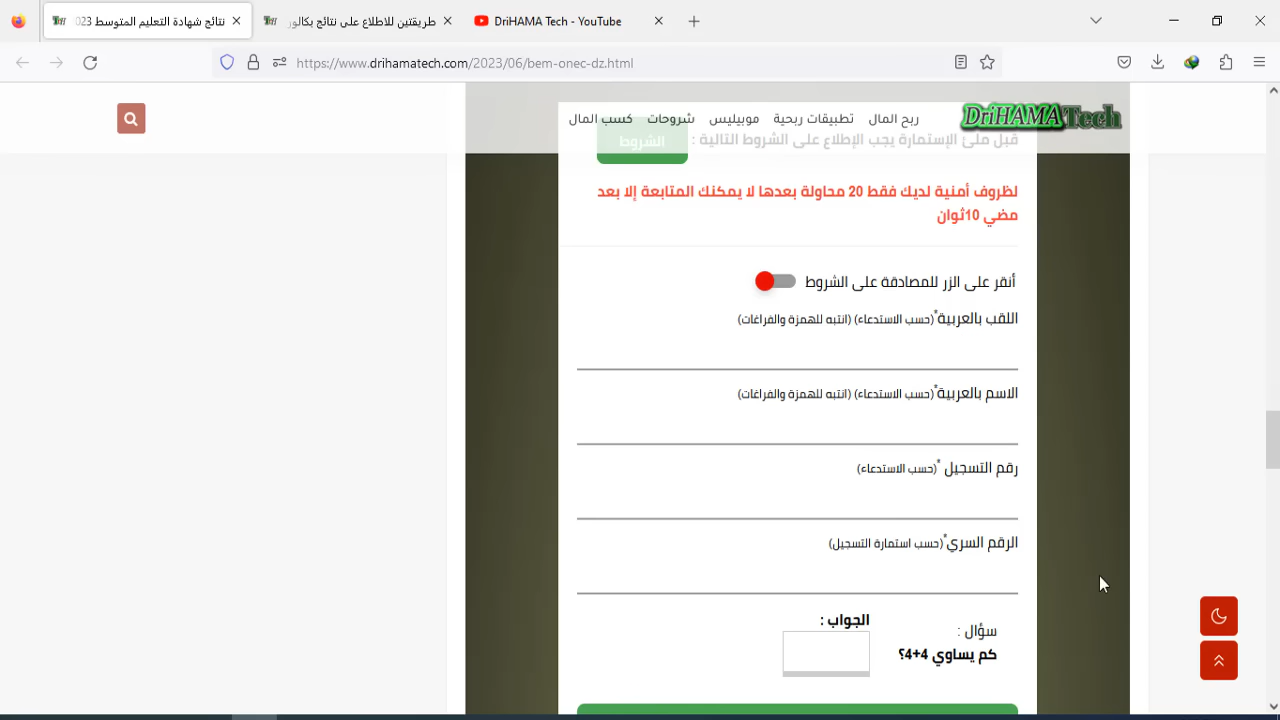 نتائج شهادة التعليم المتوسط 023
طريقتين للاطلاع على نتائج بكالور
DriHAMA Tech - YouTube
https://www.drihamatech.com/2023/06/bem-onec-dz.html
ربح المال تطبيقات ربحية موبيليس شروحات كسب المال
DriHAMATech
قبل ملئ الإستمارة يجب الإطلاع على الشروط التالية :
الشروط
لظروف أمنية لديك فقط 20 محاولة بعدها لا يمكنك المتابعة إلا بعد
مضي 10ثوان
أنقر على الزر للمصادقة على الشروط
اللقب بالعربية*(حسب الاستدعاء) (انتبه للهمزة والفراغات)
الاسم بالعربية*(حسب الاستدعاء) (انتبه للهمزة والفراغات)
رقم التسجيل *(حسب الاستدعاء)
الرقم السري*(حسب استمارة التسجيل)
سؤال :
كم يساوي 4+4؟
الجواب :